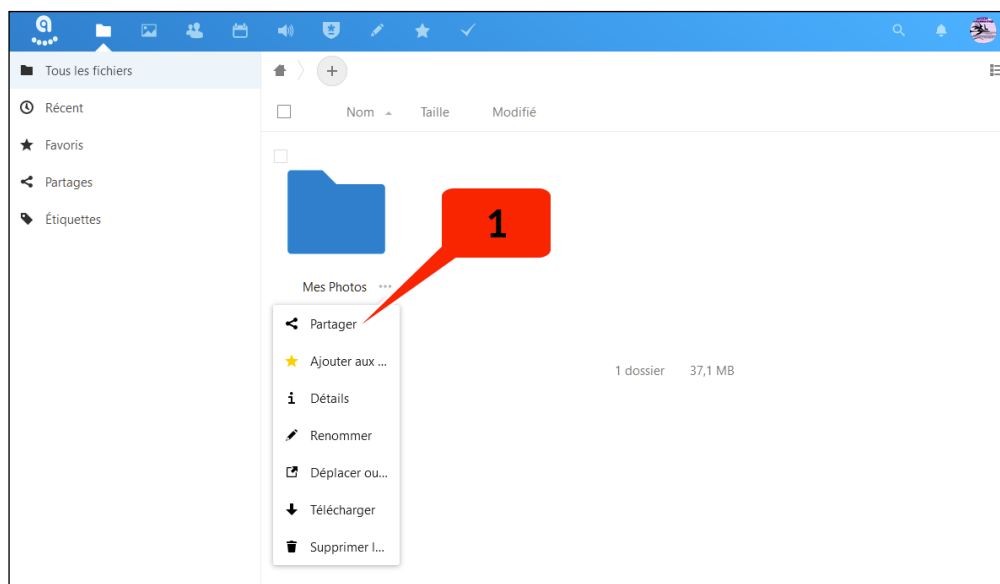 Tous les fichiers
Récent
Favoris
Partages
Étiquettes
Nom
Taille
Modifié
1
Mes Photos
Partager
Ajouter aux ...
Détails
Renommer
Déplacer ou...
Télécharger
Supprimer l...
1 dossier
37,1 MB